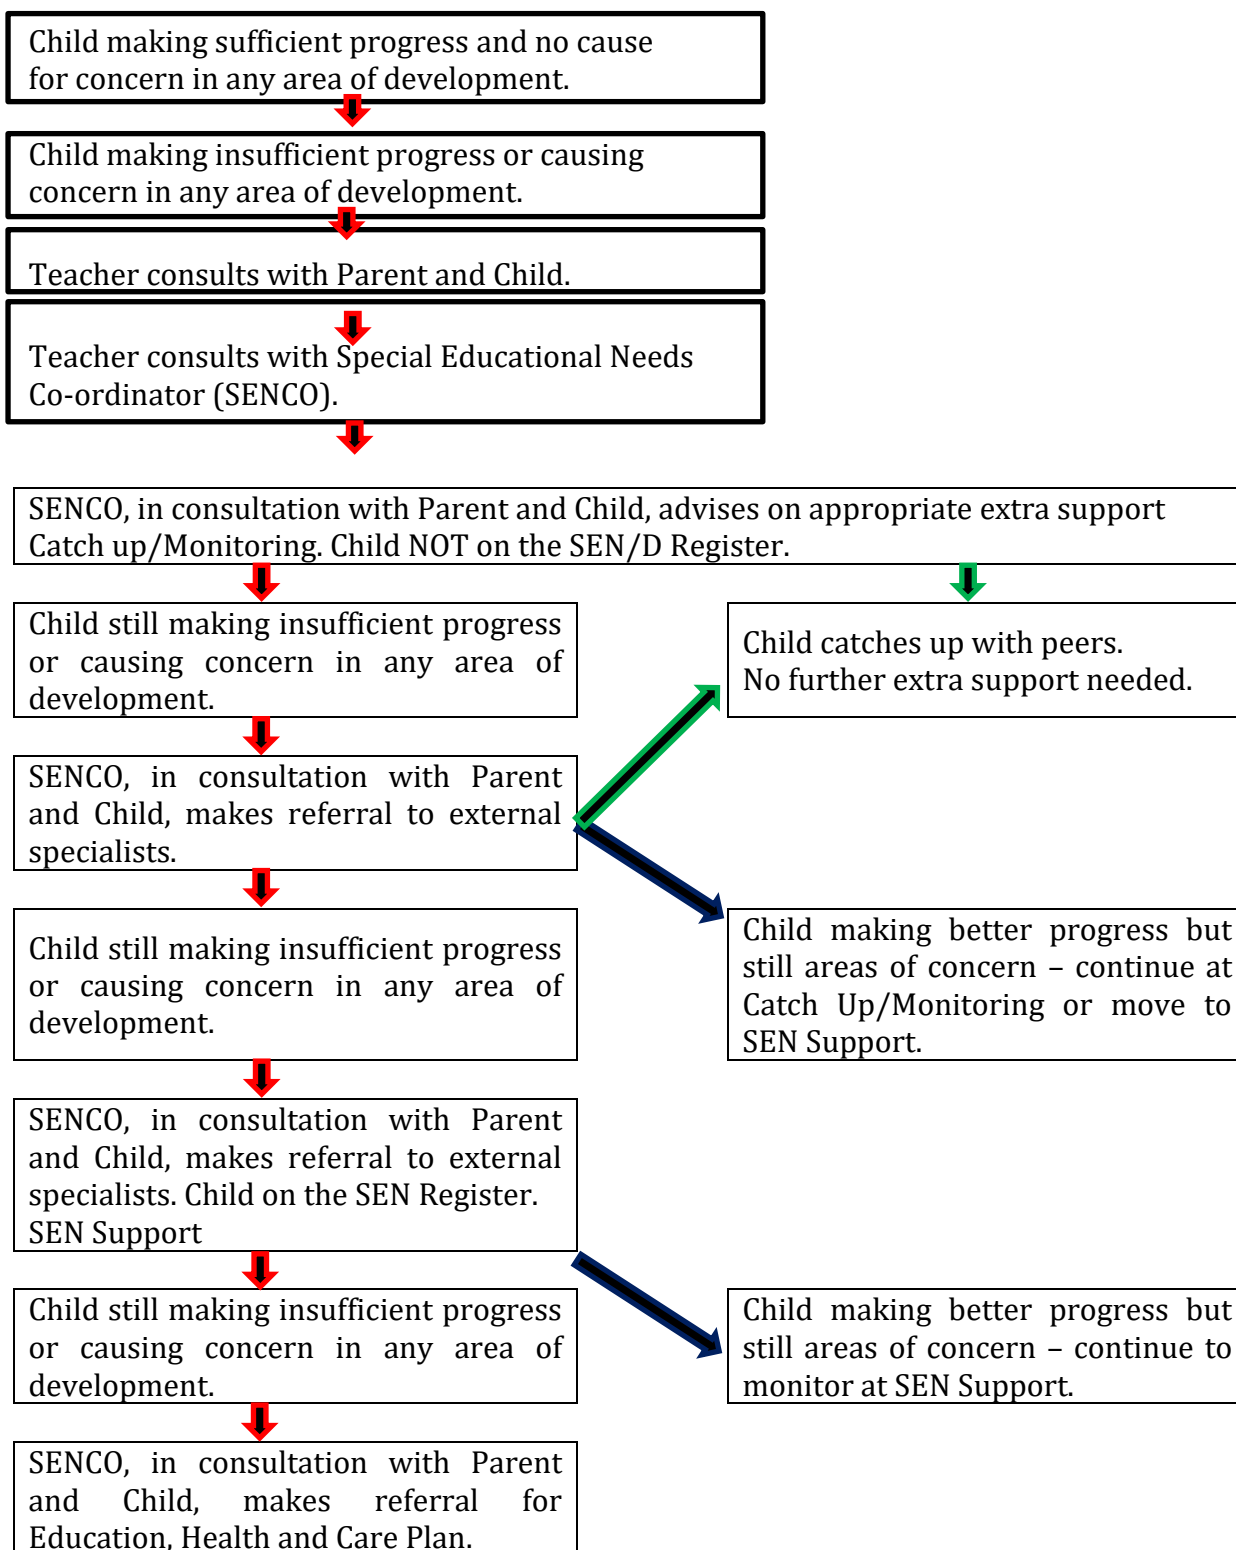 Child making sufficient progress and no cause
for concern in any area of development.
Child making insufficient progress or causing
concern in any area of development.
Teacher consults with Parent and Child.
Teacher consults with Special Educational Needs
Co-ordinator (SENCO).
SENCO, in consultation with Parent and Child, advises on appropriate extra support
Catch up/Monitoring. Child NOT on the SEN/D Register.
Child still making insufficient progress
or causing concern in any area of
development.
Child catches up with peers.
No further extra support needed.
SENCO, in consultation with Parent
and Child, makes referral to external
specialists.
Child still making insufficient progress
or causing concern in any area of
development.
Child making better progress but
still areas of concern – continue at
Catch Up/Monitoring or move to
SEN Support.
SENCO, in consultation with Parent
and Child, makes referral to external
specialists. Child on the SEN Register.
SEN Support
Child still making insufficient progress
or causing concern in any area of
development.
Child making better progress but
still areas of concern – continue to
monitor at SEN Support.
SENCO, in consultation with Parent
and Child, makes referral for
Education, Health and Care Plan.